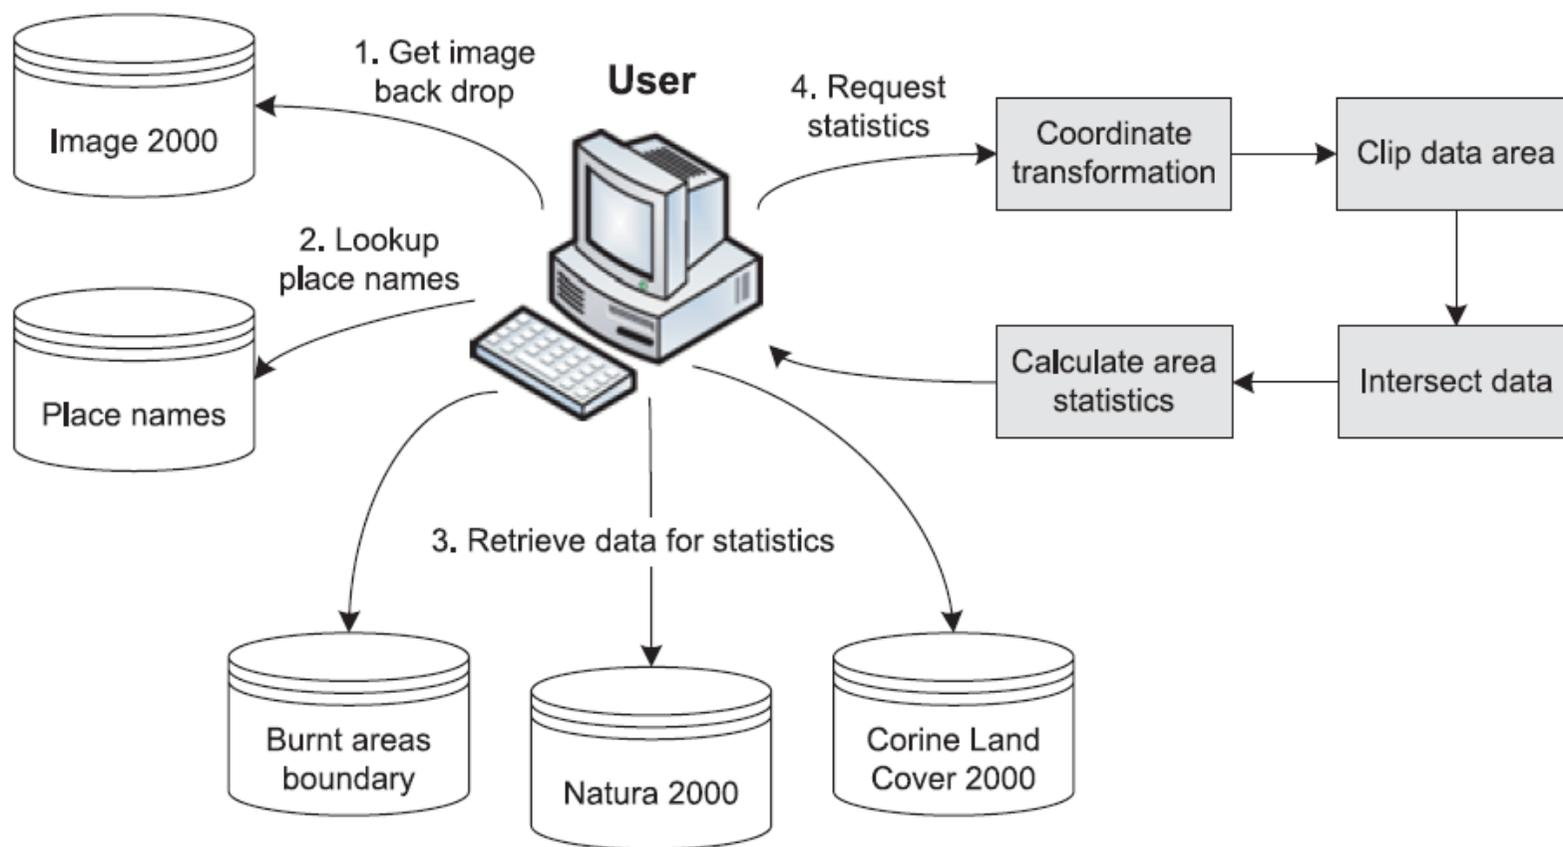 1. Get image
back drop
User
4. Request
statistics
Image 2000
Coordinate
transformation
Clip data area
2. Lookup
place names
Place names
Calculate area
statistics
Intersect data
3. Retrieve data for statistics
Burnt areas
boundary
Natura 2000
Corine Land
Cover 2000